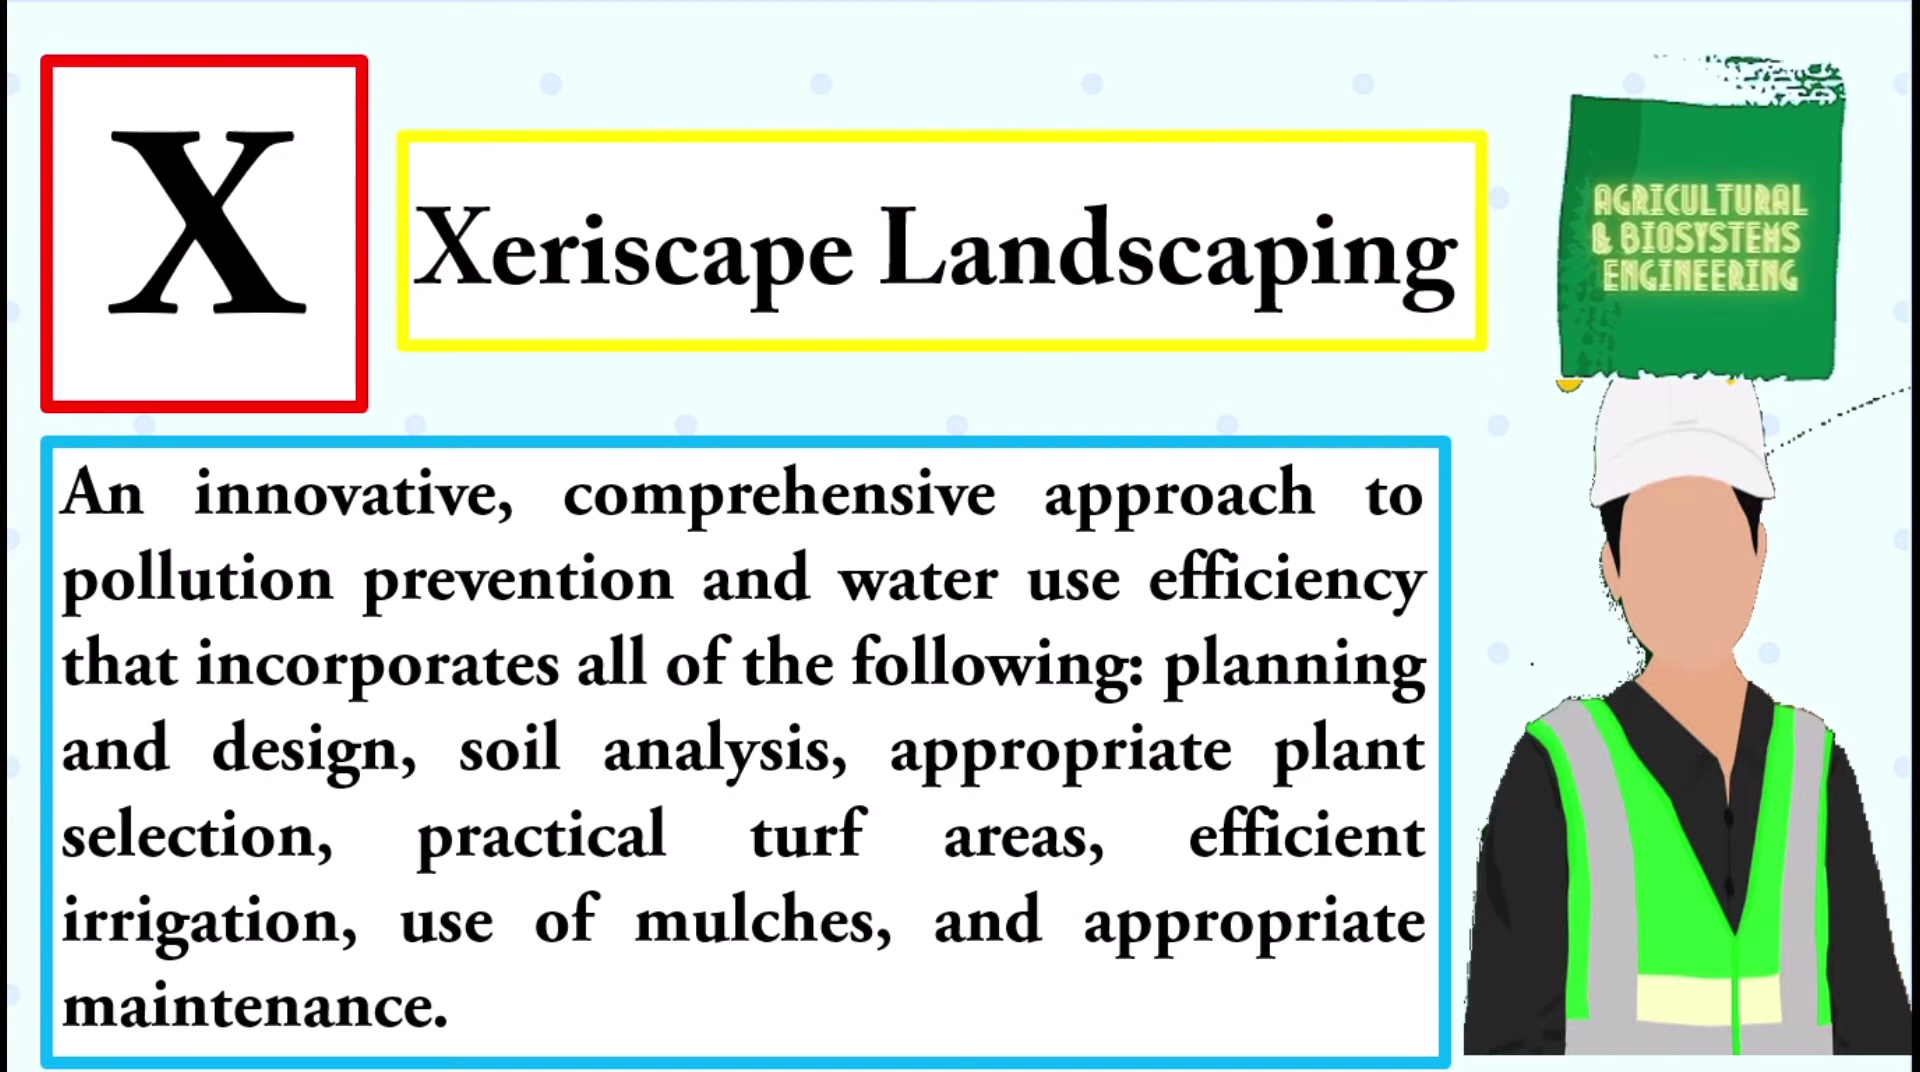 X
Xeriscape Landscaping
AGRICULTURAL
& BIOSYSTEMS
ENGINEERING
An innovative, comprehensive approach to
pollution prevention and water use efficiency
that incorporates all of the following: planning
and design, soil analysis, appropriate plant
selection, practical turf areas, efficient
irrigation, use of mulches, and appropriate
maintenance.